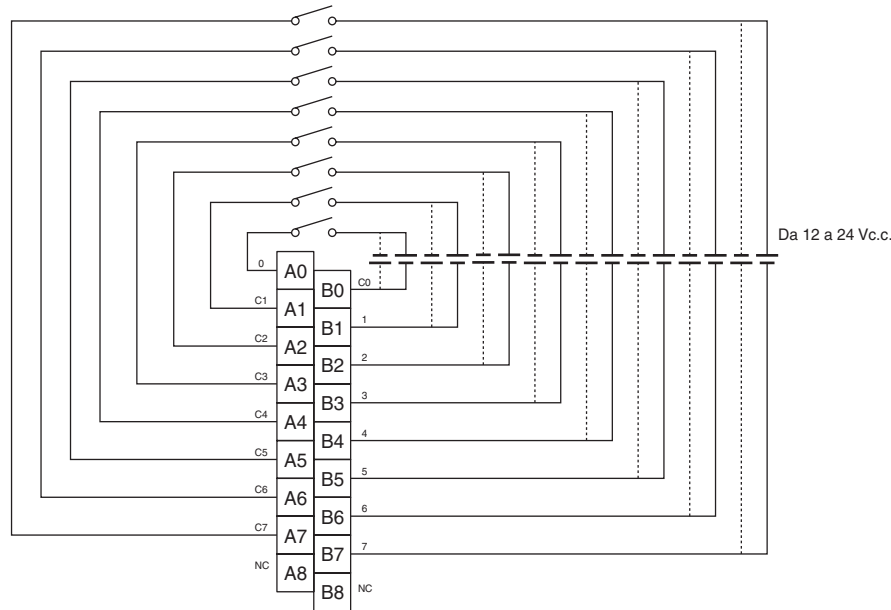 Da 12 a 24 Vc.c.
0 A0
B0 C0
C1 A1
B1 1
C2 A2
B2 2
C3 A3
B3 3
C4 A4
B4 4
C5 A5
B5 5
C6 A6
B6 6
C7 A7
B7 7
NC A8
B8 NC